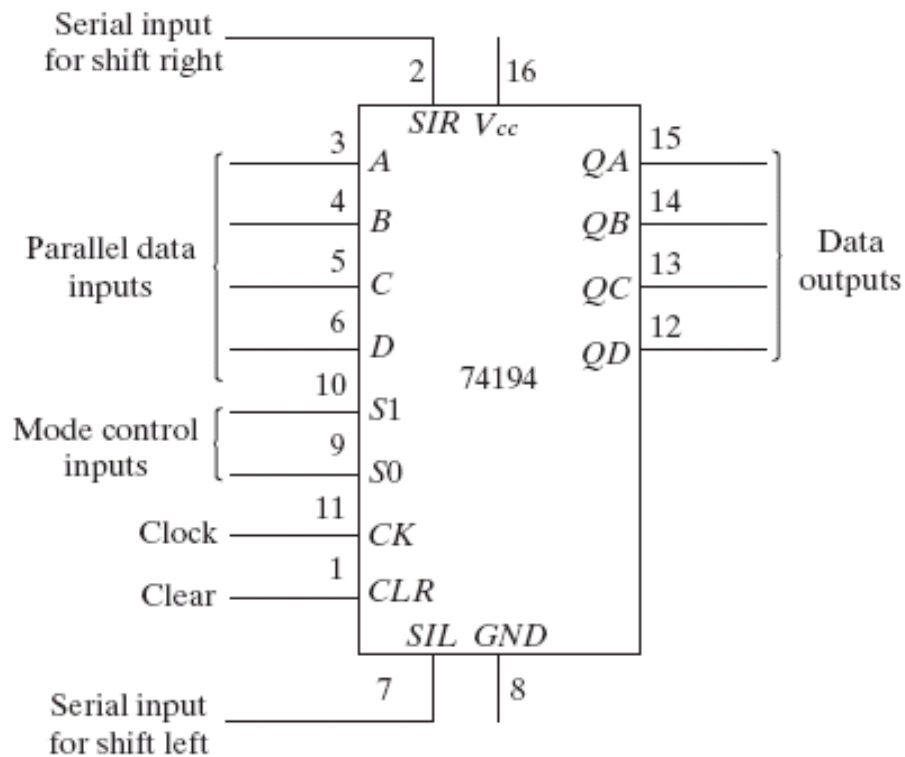 Serial input
for shift right
2
16
SIR Vcc
3
A
QA
15
4
B
QB
14
Parallel data
inputs
Data
outputs
5
C
QC
13
6
D
QD
12
74194
10
S1
Mode control
inputs
9
S0
11
Clock
CK
1
Clear
CLR
SIL GND
7
8
Serial input
for shift left